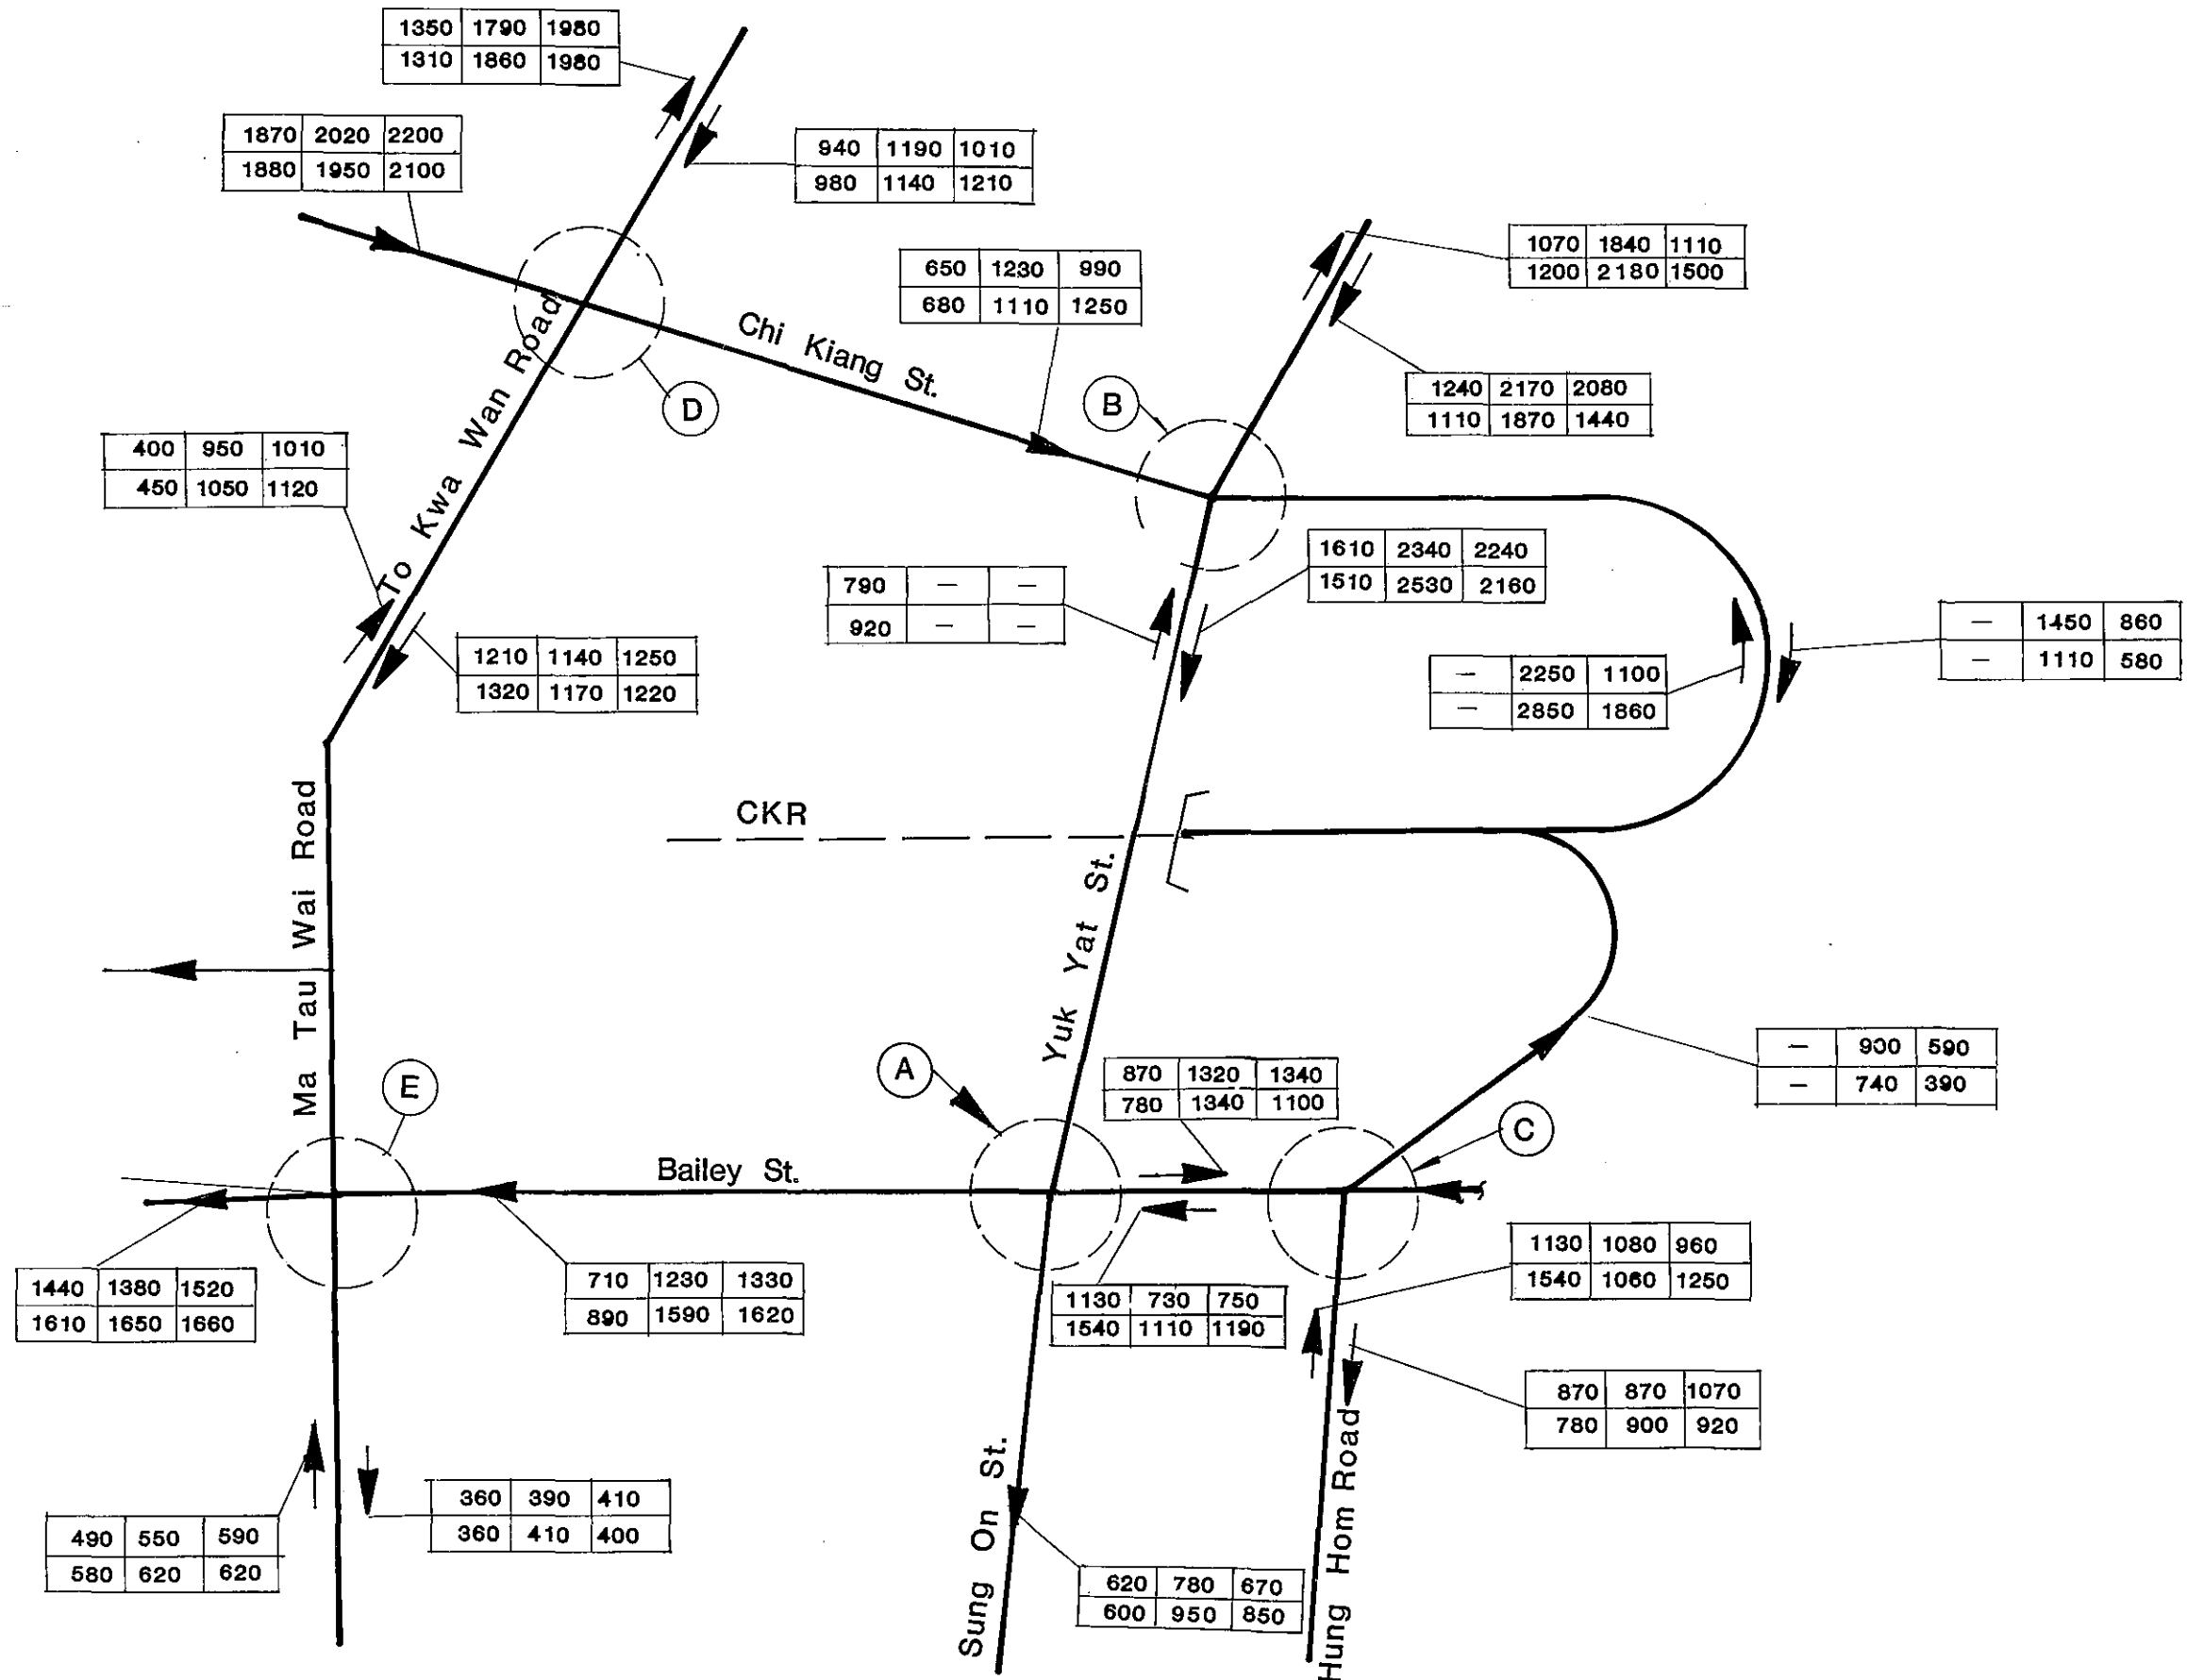 1350 1790 1980
1310 1860 1980
1870 2020 2200
1880 1950 2100
940 1190 1010
980 1140 1210
650 1230 990
680 1110 1250
1070 1840 1110
1200 2180 1500
Chi Kiang St.
D
B
1240 2170 2080
1110 1870 1440
400 950 1010
450 1050 1120
To Kwa Wan Road
1610 2340 2240
1510 2530 2160
790 — —
920 — —
— 1450 860
— 1110 580
1210 1140 1250
1320 1170 1220
— 2250 1100
— 2850 1860
CKR
Ma Tau Wai Road
Yuk Yat St.
— 900 590
— 740 390
E
A
870 1320 1340
780 1340 1100
C
Bailey St.
1440 1380 1520
1610 1650 1660
710 1230 1330
890 1590 1620
1130 730 750
1540 1110 1190
1130 1080 960
1540 1060 1250
870 870 1070
780 900 920
490 550 590
580 620 620
360 390 410
360 410 400
Sung On St.
Hung Hom Road
620 780 670
600 950 850